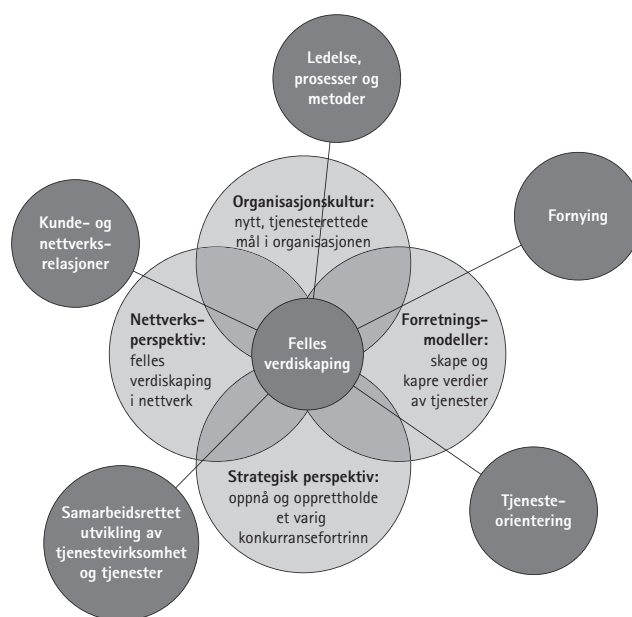 Ledelse,
prosesser og
metoder
Organisasjonskultur:
nytt, tjenesterettede
mål i organisasjonen
Kunde- og
nettverks-
relasjoner
Fornying
Nettverks-
perspektiv:
felles
verdiskaping
i nettverk
Felles
verdiskaping
Forretnings-
modeller:
skape og
kapre verdier
av tjenester
Strategisk perspektiv:
oppnå og opprettholde
et varig
konkurransefortrinn
Samarbeidsrettet
utvikling av
tjenestevirksomhet
og tjenester
Tjeneste-
orientering